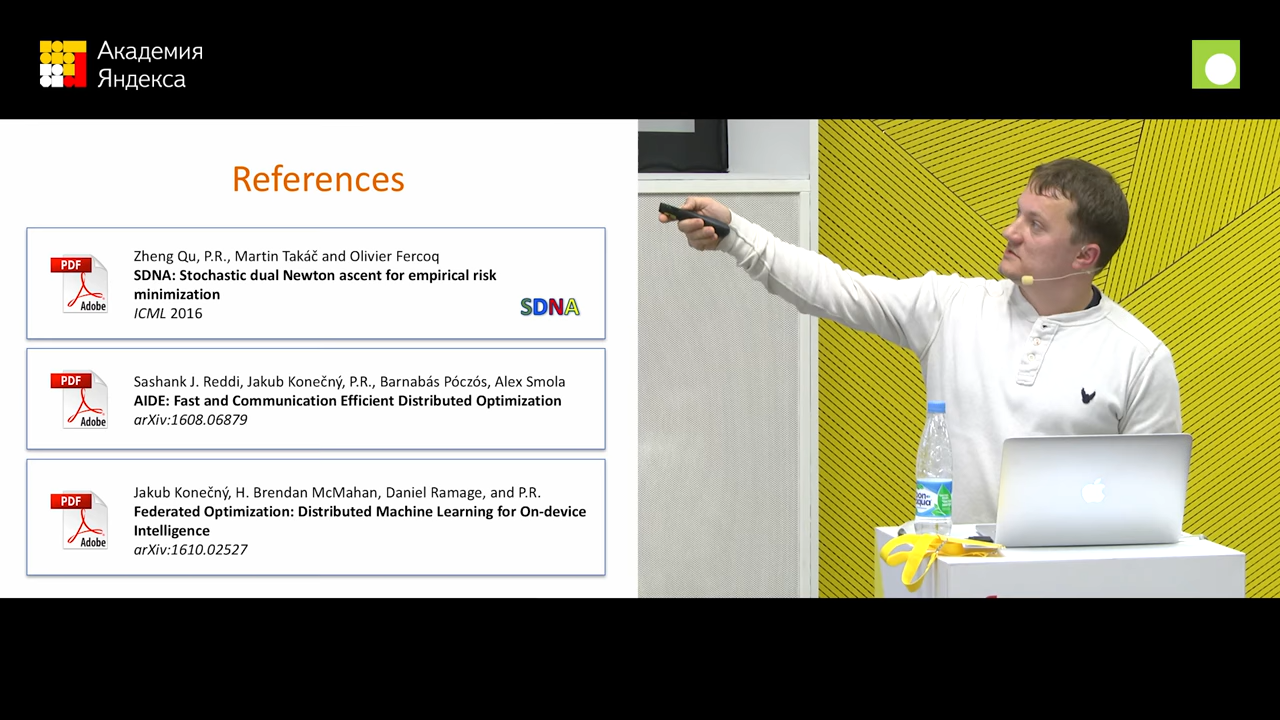 Академия
Яндекса
References
PDF
Adobe
Zheng Qu, P.R., Martin Takáč and Olivier Fercoq
SDNA: Stochastic dual Newton ascent for empirical risk
minimization
ICML 2016
SDNA
PDF
Adobe
Sashank J. Reddi, Jakub Konečný, P.R., Barnabás Póczós, Alex Smola
AIDE: Fast and Communication Efficient Distributed Optimization
arXiv:1608.06879
PDF
Adobe
Jakub Konečný, H. Brendan McMahan, Daniel Ramage, and P.R.
Federated Optimization: Distributed Machine Learning for On-device
Intelligence
arXiv:1610.02527